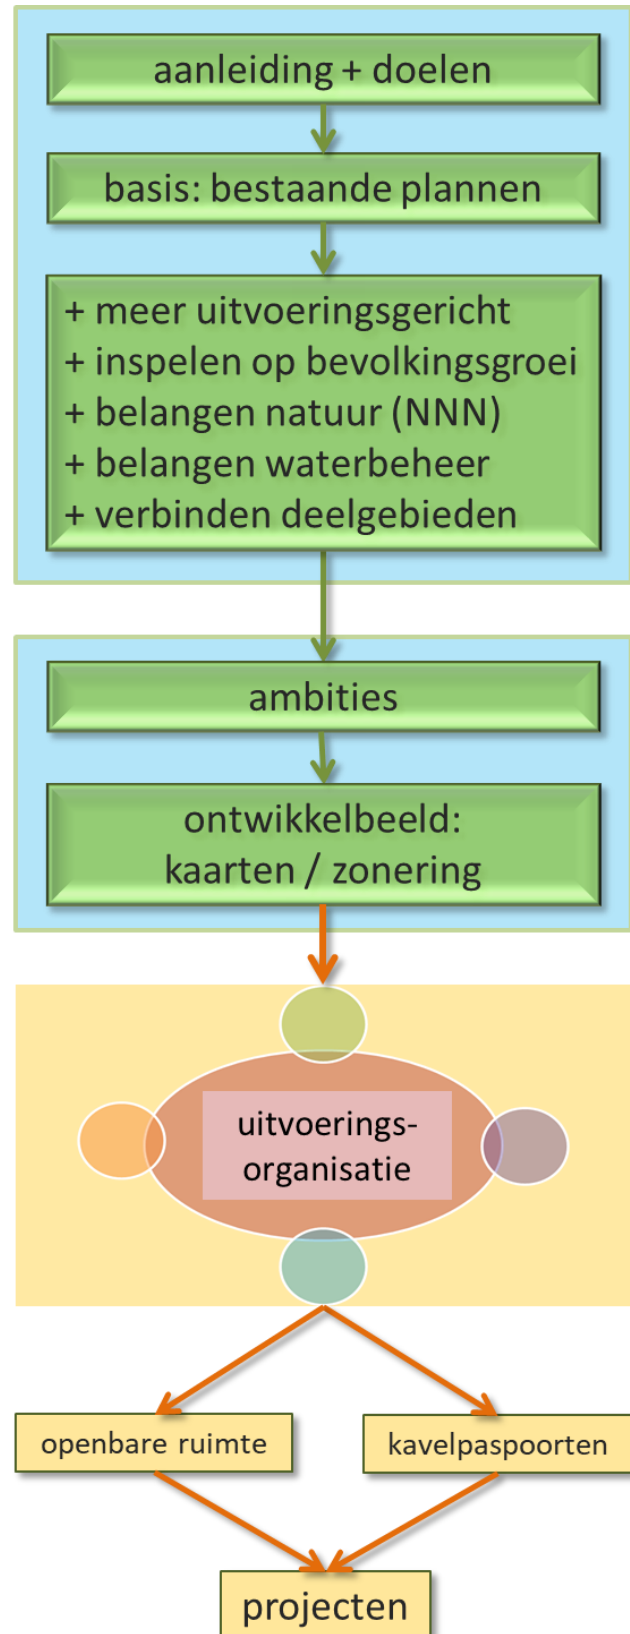 aanleiding + doelen
basis: bestaande plannen
+ meer uitvoeringsgericht
+ inspelen op bevolkingsgroei
+ belangen natuur (NNN)
+ belangen waterbeheer
+ verbinden deelgebieden
ambities
ontwikkelbeeld:
kaarten / zonering
uitvoerings-
organisatie
openbare ruimte
kavelpaspoorten
projecten